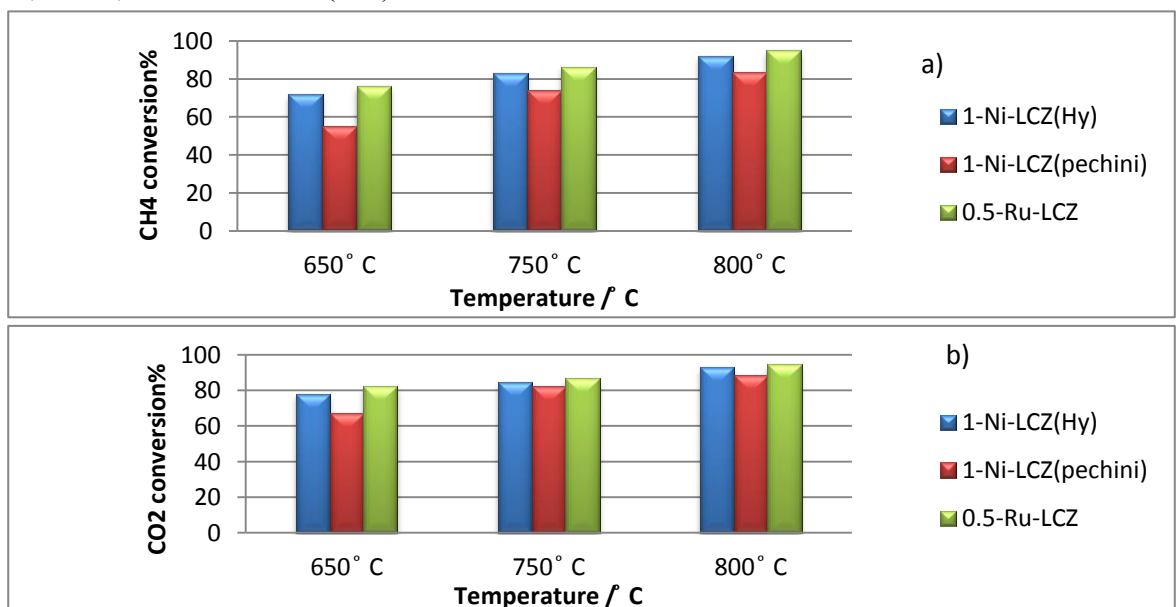 100
80
60
40
20
0
CH4 conversion%
650° C 750° C 800° C
Temperature /° C
a)
1-Ni-LCZ(Hy)
1-Ni-LCZ(pechini)
0.5-Ru-LCZ
100
80
60
40
20
0
CO2 conversion%
650° C 750° C 800° C
Temperature /° C
b)
1-Ni-LCZ(Hy)
1-Ni-LCZ(pechini)
0.5-Ru-LCZ